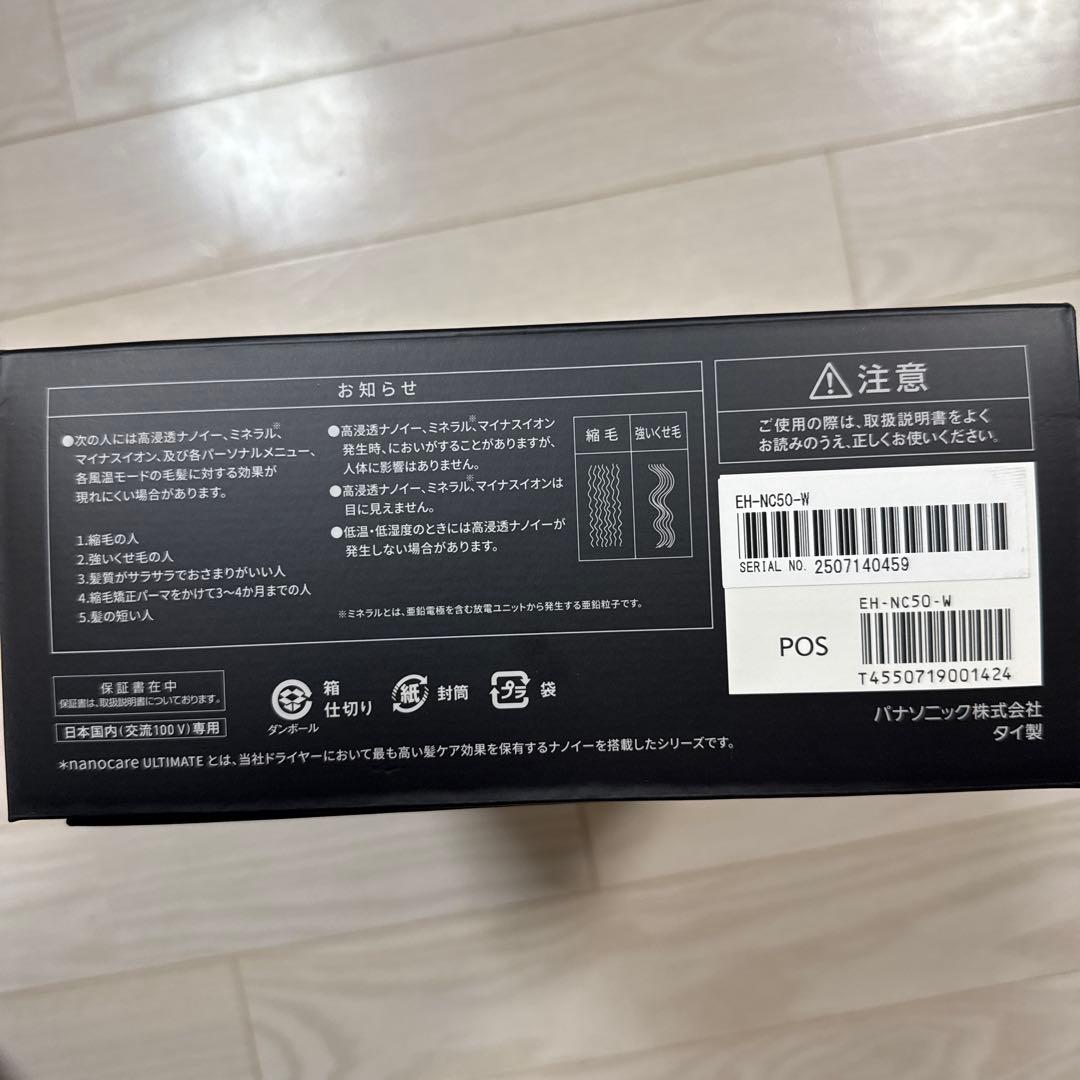 お知らせ
●次の人には高浸透ナノイー、ミネラル※、
マイナスイオン、及び各パーソナルメニュー、
各風温モードの毛髪に対する効果が
現れにくい場合があります。
1.縮毛の人
2.強いくせ毛の人
3.髪質がサラサラでおさまりがいい人
4.縮毛矯正パーマをかけて3〜4か月までの人
5.髪の短い人
●高浸透ナノイー、ミネラル※、マイナスイオン
発生時、においがすることがありますが、
人体に影響はありません。
●高浸透ナノイー、ミネラル※、マイナスイオンは
目に見えません。
●低温・低湿度のときには高浸透ナノイーが
発生しない場合があります。
縮毛 強いくせ毛
※ミネラルとは、亜鉛電極を含む放電ユニットから発生する亜鉛粒子です。
注意
ご使用の際は、取扱説明書をよく
お読みのうえ、正しくお使いください。
EH-NC50-W
SERIAL NO. 2507140459
EH-NC50-W
POS
T4550719001424
保証書在中
保証書は、取扱説明書についております。
日本国内(交流100V)専用
ダンボール
箱
仕切り
紙 封筒
プラ 袋
パナソニック株式会社
タイ製
*nanocare ULTIMATE とは、当社ドライヤーにおいて最も高い髪ケア効果を保有するナノイーを搭載したシリーズです。